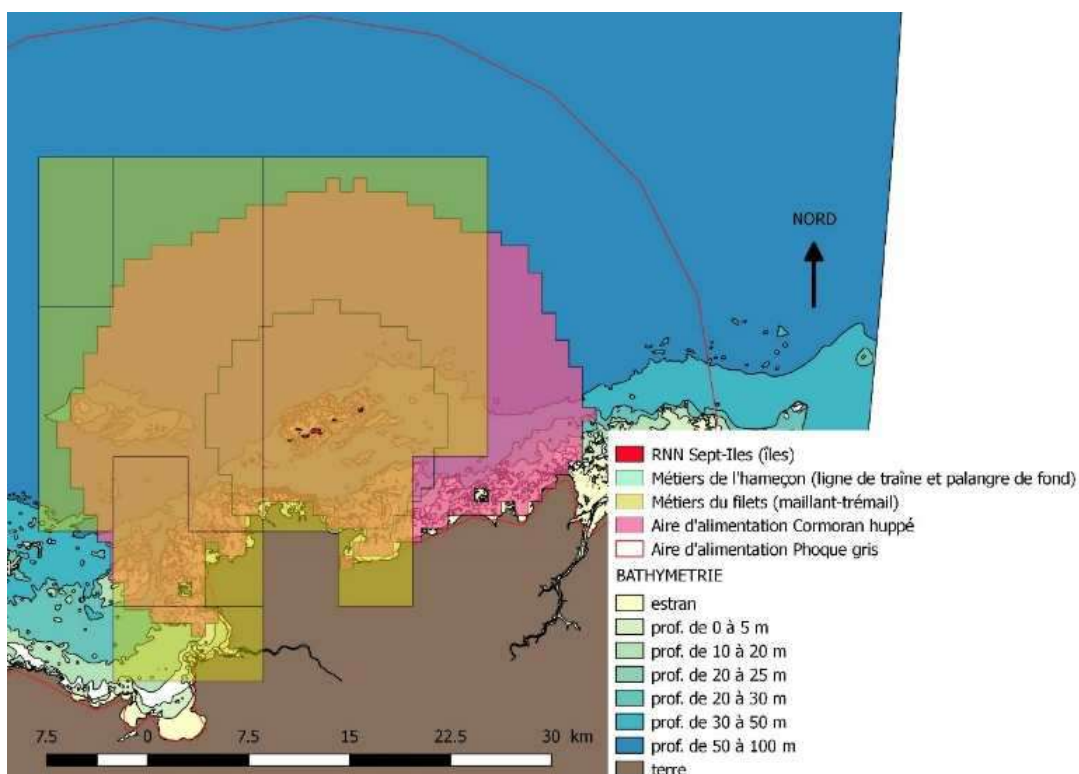 NORD
RNN Sept-Iles (îles)
Métiers de l'hameçon (ligne de traîne et palangre de fond)
Métiers du filets (maillant-trémail)
Aire d'alimentation Cormoran huppé
Aire d'alimentation Phoque gris
BATHYMETRIE
estran
prof. de 0 à 5 m
prof. de 10 à 20 m
prof. de 20 à 25 m
prof. de 20 à 30 m
prof. de 30 à 50 m
prof. de 50 à 100 m
terre
7.5 0 7.5 15 22.5 30 km